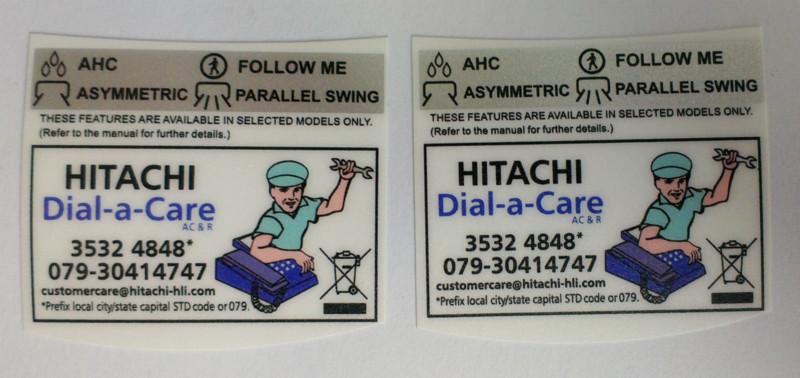 AHC FOLLOW ME
ASYMMETRIC PARALLEL SWING
THESE FEATURES ARE AVAILABLE IN SELECTED MODELS ONLY.
(Refer to the manual for further details.)
HITACHI
Dial-a-Care
AC & R
3532 4848*
079-30414747
customercare@hitachi-hli.com
*Prefix local city/state capital STD code or 079.
AHC FOLLOW ME
ASYMMETRIC PARALLEL SWING
THESE FEATURES ARE AVAILABLE IN SELECTED MODELS ONLY.
(Refer to the manual for further details.)
HITACHI
Dial-a-Care
AC & R
3532 4848*
079-30414747
customercare@hitachi-hli.com
*Prefix local city/state capital STD code or 079.